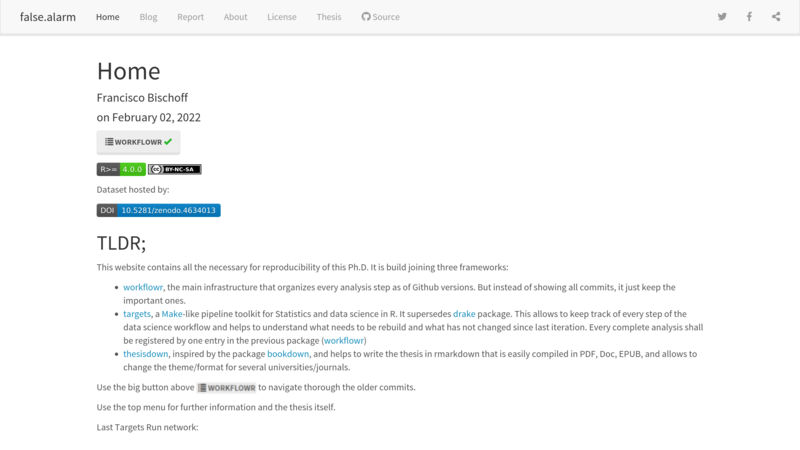 false.alarm Home Blog Report About License Thesis Source
Home
Francisco Bischoff
on February 02, 2022
WORKFLOWR
R>= 4.0.0 cc BY-NC-SA
Dataset hosted by:
DOI 10.5281/zenodo.4634013
TLDR;
This website contains all the necessary for reproducibility of this Ph.D. It is build joining three frameworks:
workflowr, the main infrastructure that organizes every analysis step as of Github versions. But instead of showing all commits, it just keep the
important ones.
targets, a Make-like pipeline toolkit for Statistics and data science in R. It supersedes drake package. This allows to keep track of every step of the
data science workflow and helps to understand what needs to be rebuild and what has not changed since last iteration. Every complete analysis shall
be registered by one entry in the previous package (workflowr)
thesisdown, inspired by the package bookdown, and helps to write the thesis in rmarkdown that is easily compiled in PDF, Doc, EPUB, and allows to
change the theme/format for several universities/journals.
Use the big button above WORKFLOWR to navigate thorough the older commits.
Use the top menu for further information and the thesis itself.
Last Targets Run network: